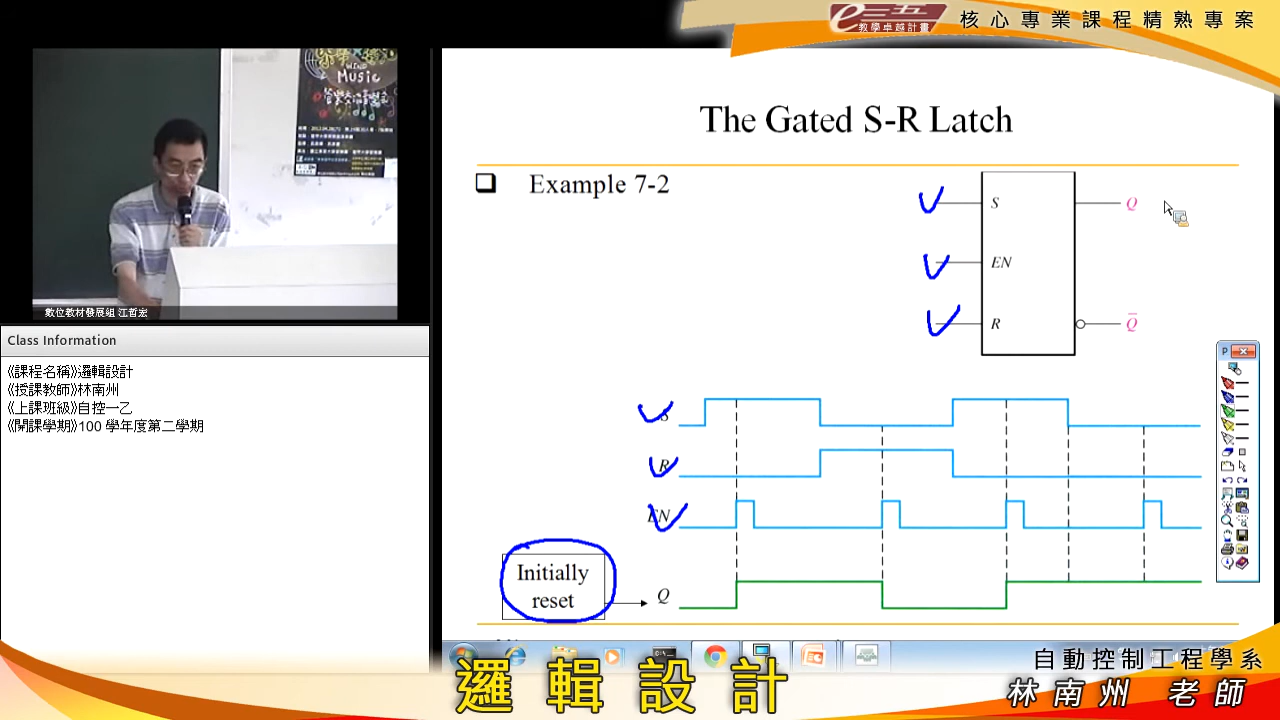 e三五
教學卓越計畫
核心專業課程精熟專案
Music
數位教材發展組 江哲宏
Class Information
《課程名稱》邏輯設計
《授課教師》林南州
《上課班級》自控一乙
《開課學期》100 學年度第二學期
The Gated S-R Latch
Example 7-2
S
Q
EN
R
Q̅
S
R
EN
Initially
reset
Q
P
邏輯設計
自動控制工程學系
林南州 老師